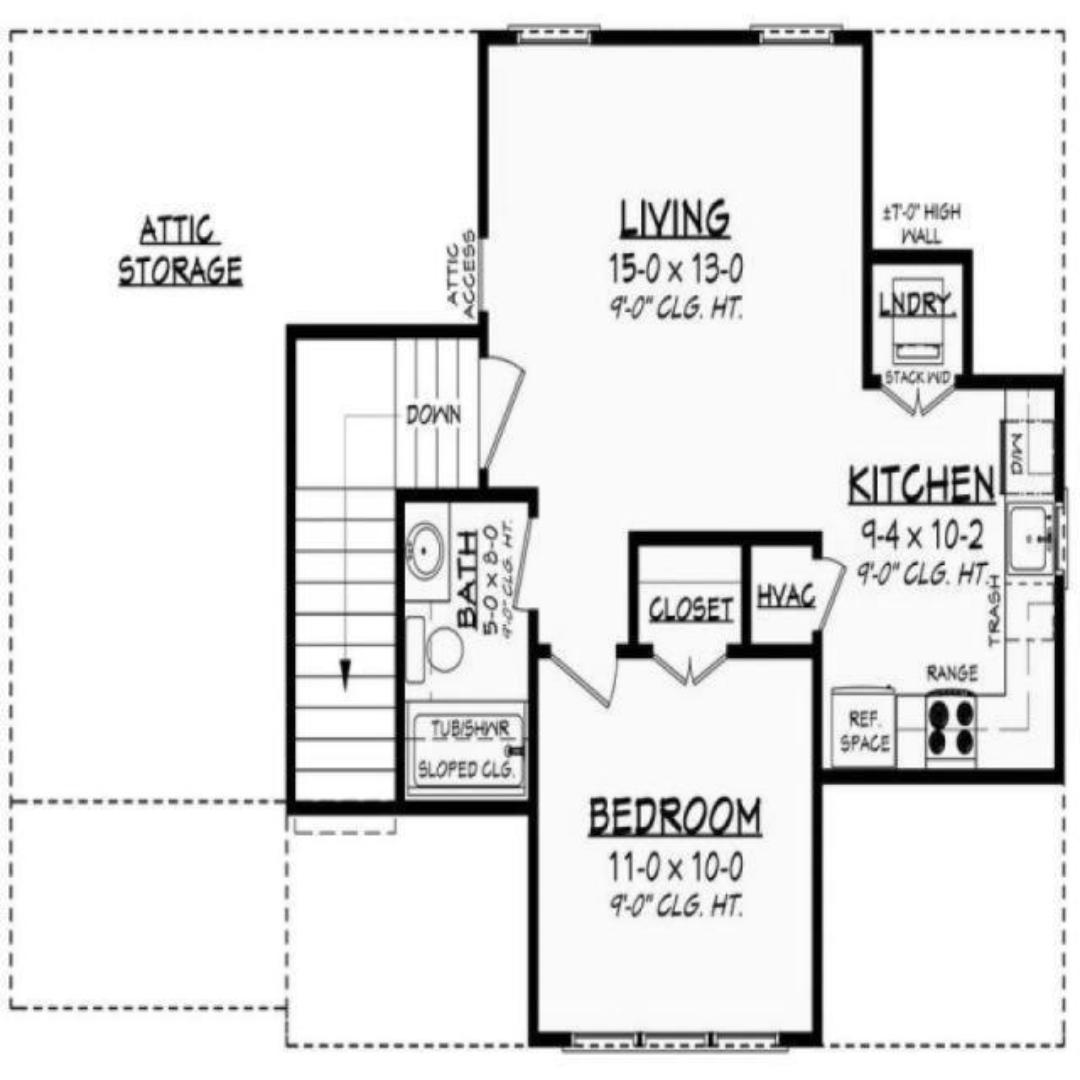 ATTIC
STORAGE
ATTIC
ACCESS
LIVING
15-0 x 13-0
9'-0" CLG. HT.
±7'-0" HIGH
WALL
LNDRY.
STACK W/D
DOWN
KITCHEN
9-4 x 10-2
9'-0" CLG. HT.
M/D
TRASH
BATH
5-0 x 8-0
9'-0" CLG. HT.
CLOSET
HVAC
RANGE
REF.
SPACE
TUB/SHWR
SLOPED CLG.
BEDROOM
11-0 x 10-0
9'-0" CLG. HT.